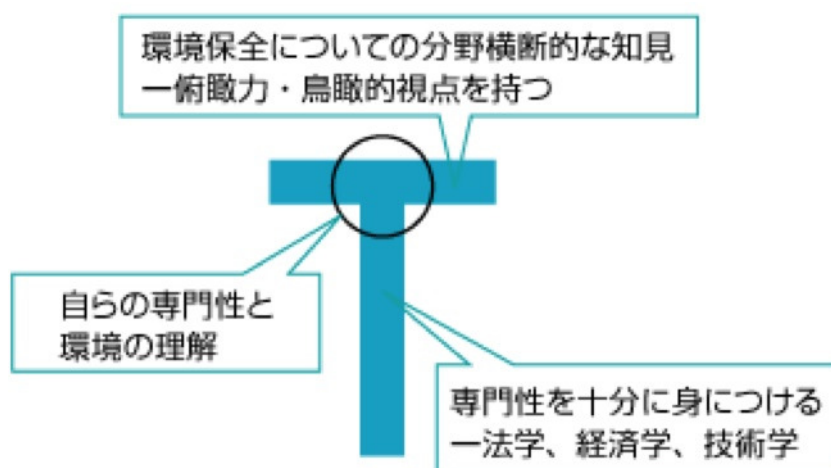 環境保全についての分野横断的な知見
ー俯瞰力・鳥瞰的視点を持つ
自らの専門性と
環境の理解
専門性を十分に身につける
ー法学、経済学、技術学